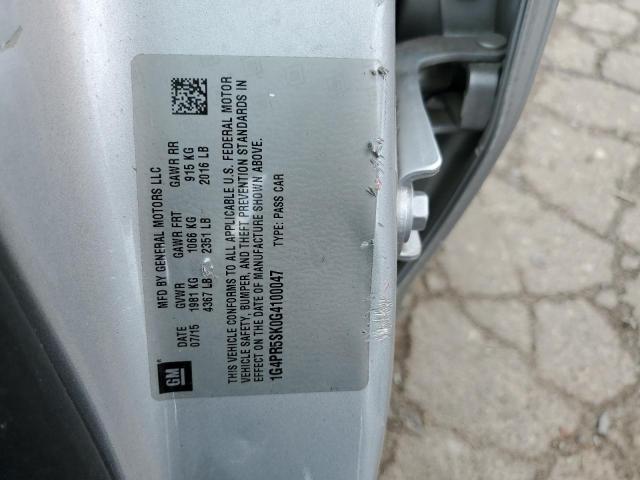 MFD BY GENERAL MOTORS LLC
DATE GVWR GAWR FRT GAWR RR
07/15 1981 KG 1066 KG 915 KG
4367 LB 2351 LB 2016 LB
THIS VEHICLE CONFORMS TO ALL APPLICABLE U.S. FEDERAL MOTOR
VEHICLE SAFETY, BUMPER, AND THEFT PREVENTION STANDARDS IN
EFFECT ON THE DATE OF MANUFACTURE SHOWN ABOVE.
1G4PR5SK0G4100047 TYPE: PASS CAR
GM